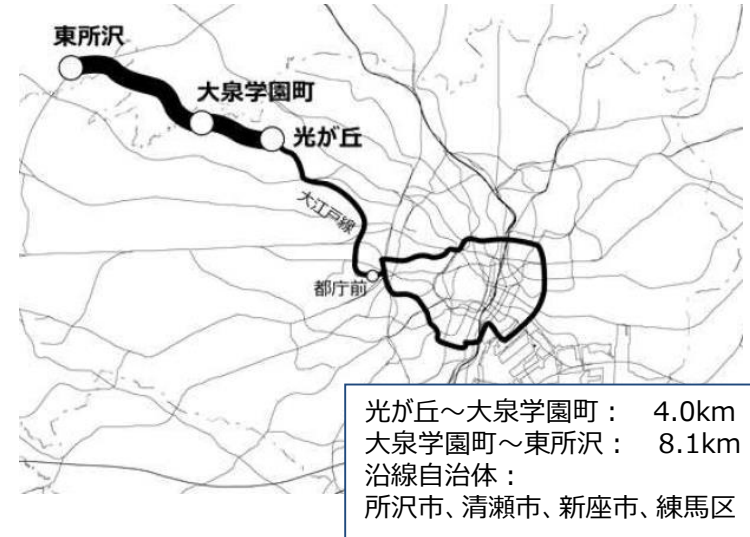 東所沢
大泉学園町
光が丘
大江戸線
都庁前
光が丘～大泉学園町： 4.0km
大泉学園町～東所沢： 8.1km
沿線自治体：
所沢市、清瀬市、新座市、練馬区